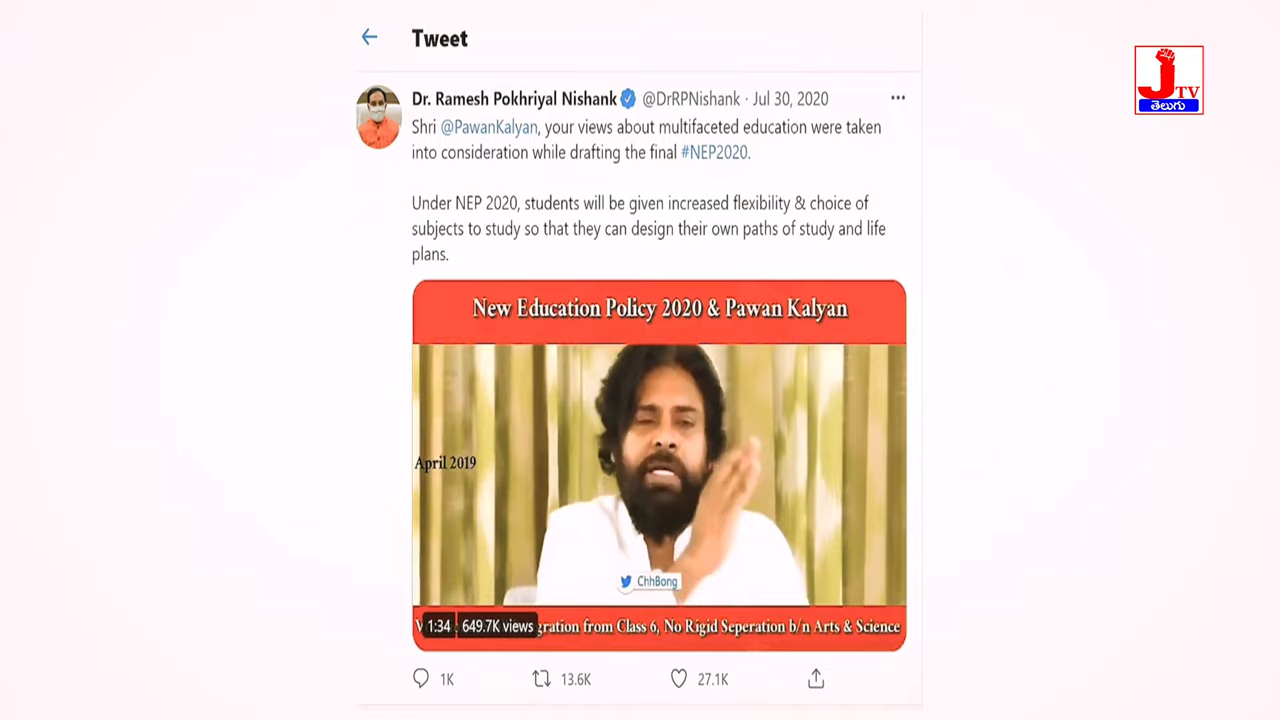 Tweet
Dr. Ramesh Pokhriyal Nishank @DrRPNishank · Jul 30, 2020
Shri @PawanKalyan, your views about multifaceted education were taken
into consideration while drafting the final #NEP2020.
Under NEP 2020, students will be given increased flexibility & choice of
subjects to study so that they can design their own paths of study and life
plans.
New Education Policy 2020 & Pawan Kalyan
April 2019
ChhBong
1:34 649.7K views
from Class 6, No Rigid Seperation b/n Arts & Science
1K 13.6K 27.1K
J TV
తెలుగు